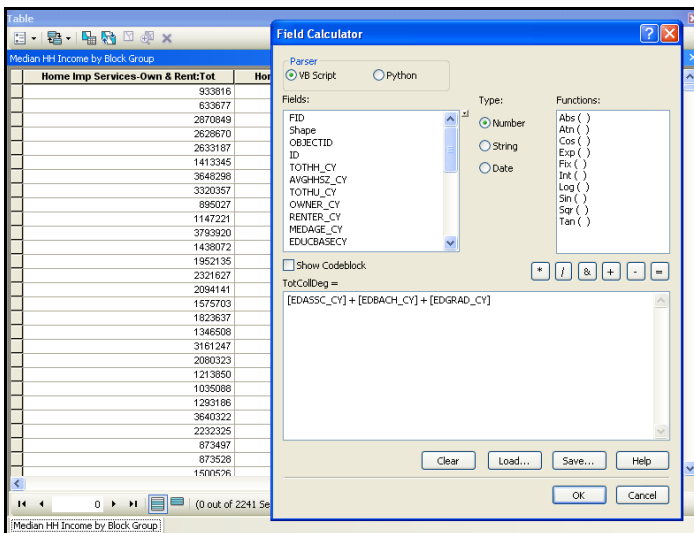 Table
Median HH Income by Block Group
Home Imp Services-Own & Rent:Tot
Hor
933816
633677
2870849
2628670
2633187
1413345
3648298
3320357
895027
1147221
3793920
1438072
1952135
2321627
2094141
1575703
1823637
1346508
3161247
2080323
1213850
1035088
1293186
3640322
2232325
873497
873528
1500526
0
(0 out of 2241 Se
Median HH Income by Block Group
Field Calculator
Parser
VB Script
Python
Fields:
FID
Shape
OBJECTID
ID
TOTHH_CY
AVGHHSZ_CY
TOTHU_CY
OWNER_CY
RENTER_CY
MEDAGE_CY
EDUCBASECY
Type:
Number
String
Date
Functions:
Abs ( )
Atn ( )
Cos ( )
Exp ( )
Fix ( )
Int ( )
Log ( )
Sin ( )
Sqr ( )
Tan ( )
Show Codeblock
* / & + - =
TotCollDeg =
[EDASSC_CY] + [EDBACH_CY] + [EDGRAD_CY]
Clear
Load...
Save...
Help
OK
Cancel